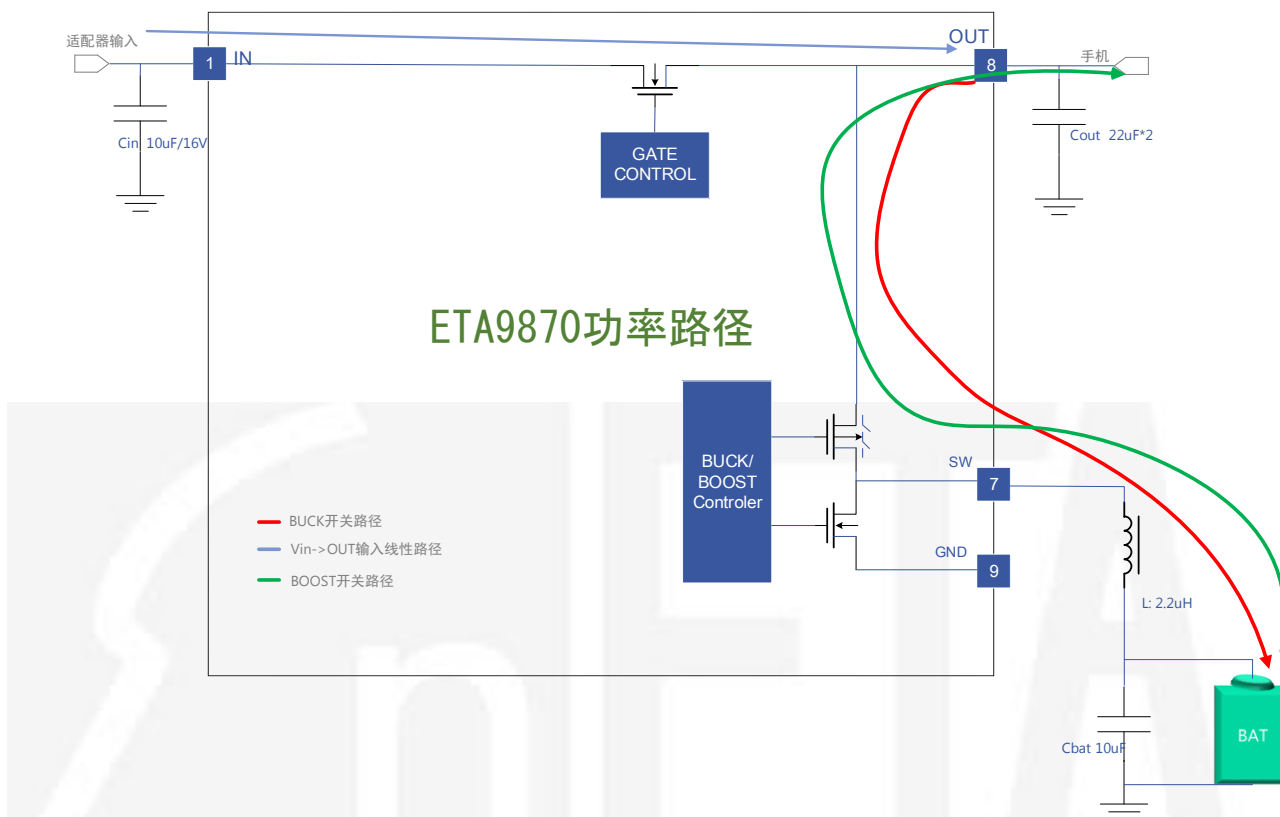 适配器输入
1
IN
OUT
8
手机
Cin 10uF/16V
GATE
CONTROL
Cout 22uF*2
ETA9870功率路径
BUCK/
BOOST
Controler
SW
7
GND
9
BUCK开关路径
Vin->OUT输入线性路径
BOOST开关路径
L: 2.2uH
Cbat 10uF
BAT